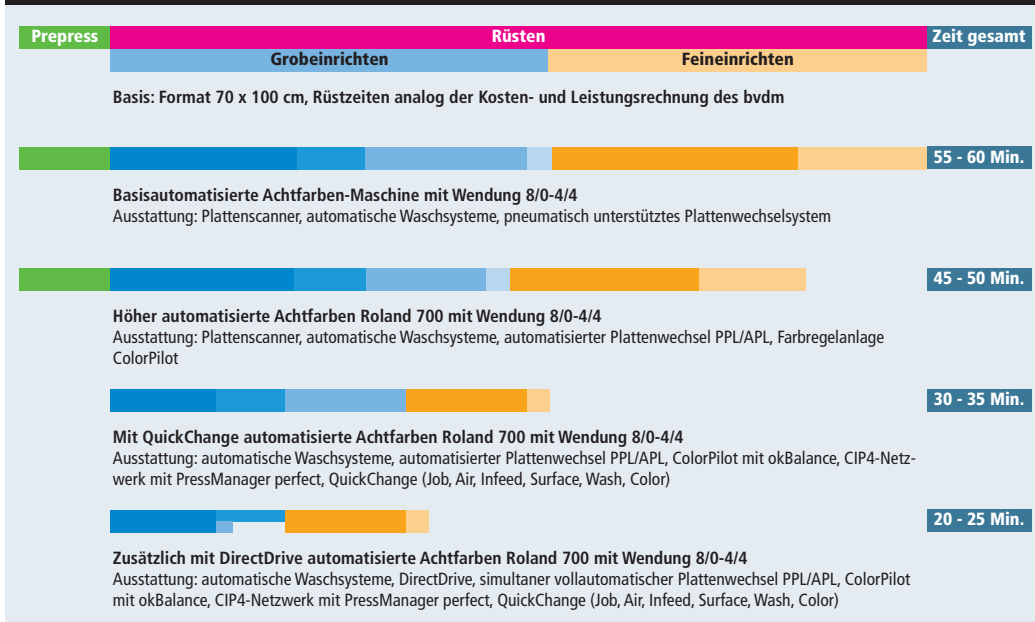 Prepress Rüsten Zeit gesamt
Grobeinrichten Feineinrichten
Basis: Format 70 x 100 cm, Rüstzeiten analog der Kosten- und Leistungsrechnung des bvdm
55 - 60 Min.
Basisautomatisierte Achtfarben-Maschine mit Wendung 8/0-4/4
Ausstattung: Plattenscanner, automatische Waschsysteme, pneumatisch unterstütztes Plattenwechselsystem
45 - 50 Min.
Höher automatisierte Achtfarben Roland 700 mit Wendung 8/0-4/4
Ausstattung: Plattenscanner, automatische Waschsysteme, automatisierter Plattenwechsel PPL/APL, Farbregelanlage
ColorPilot
30 - 35 Min.
Mit QuickChange automatisierte Achtfarben Roland 700 mit Wendung 8/0-4/4
Ausstattung: automatische Waschsysteme, automatisierter Plattenwechsel PPL/APL, ColorPilot mit okBalance, CIP4-Netz-
werk mit PressManager perfect, QuickChange (Job, Air, Infeed, Surface, Wash, Color)
20 - 25 Min.
Zusätzlich mit DirectDrive automatisierte Achtfarben Roland 700 mit Wendung 8/0-4/4
Ausstattung: automatische Waschsysteme, DirectDrive, simultaner vollautomatischer Plattenwechsel PPL/APL, ColorPilot
mit okBalance, CIP4-Netzwerk mit PressManager perfect, QuickChange (Job, Air, Infeed, Surface, Wash, Color)